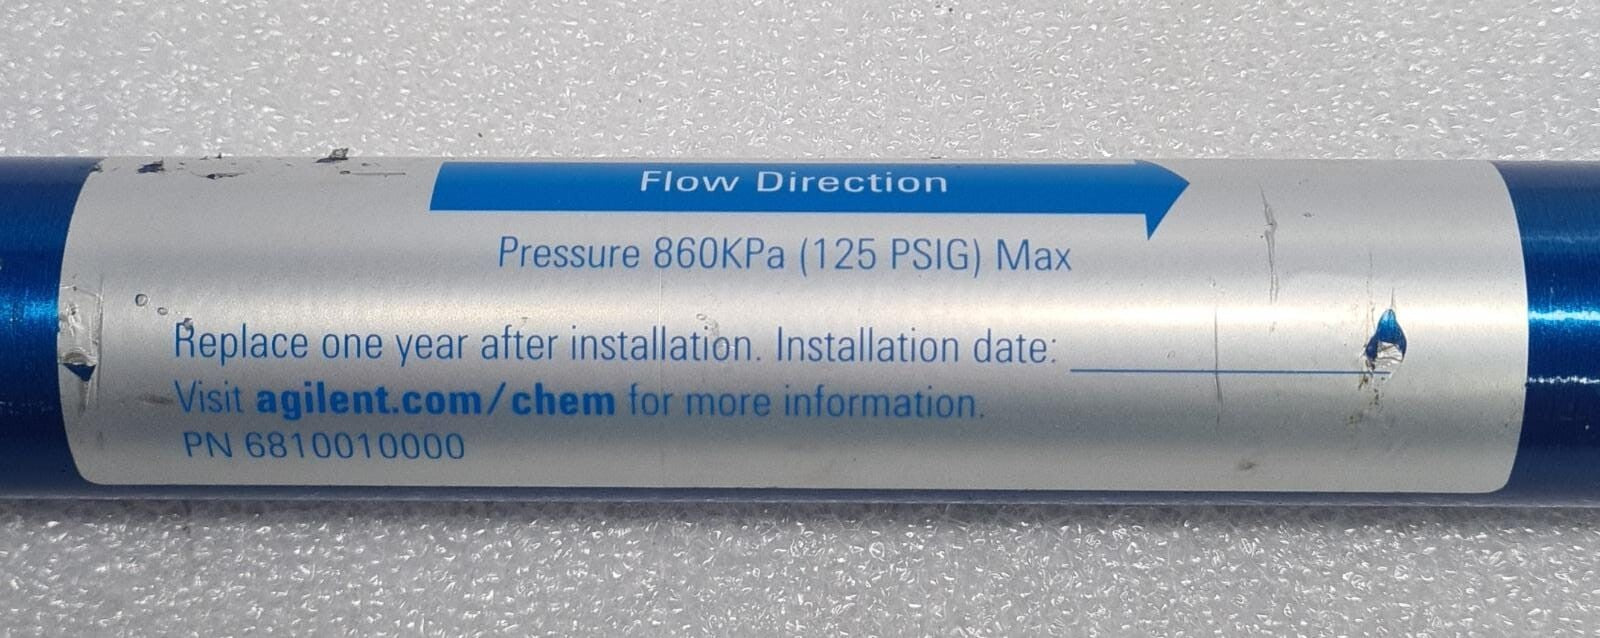 Flow Direction
Pressure 860KPa (125 PSIG) Max
Replace one year after installation. Installation date:
Visit agilent.com/chem for more information.
PN 6810010000